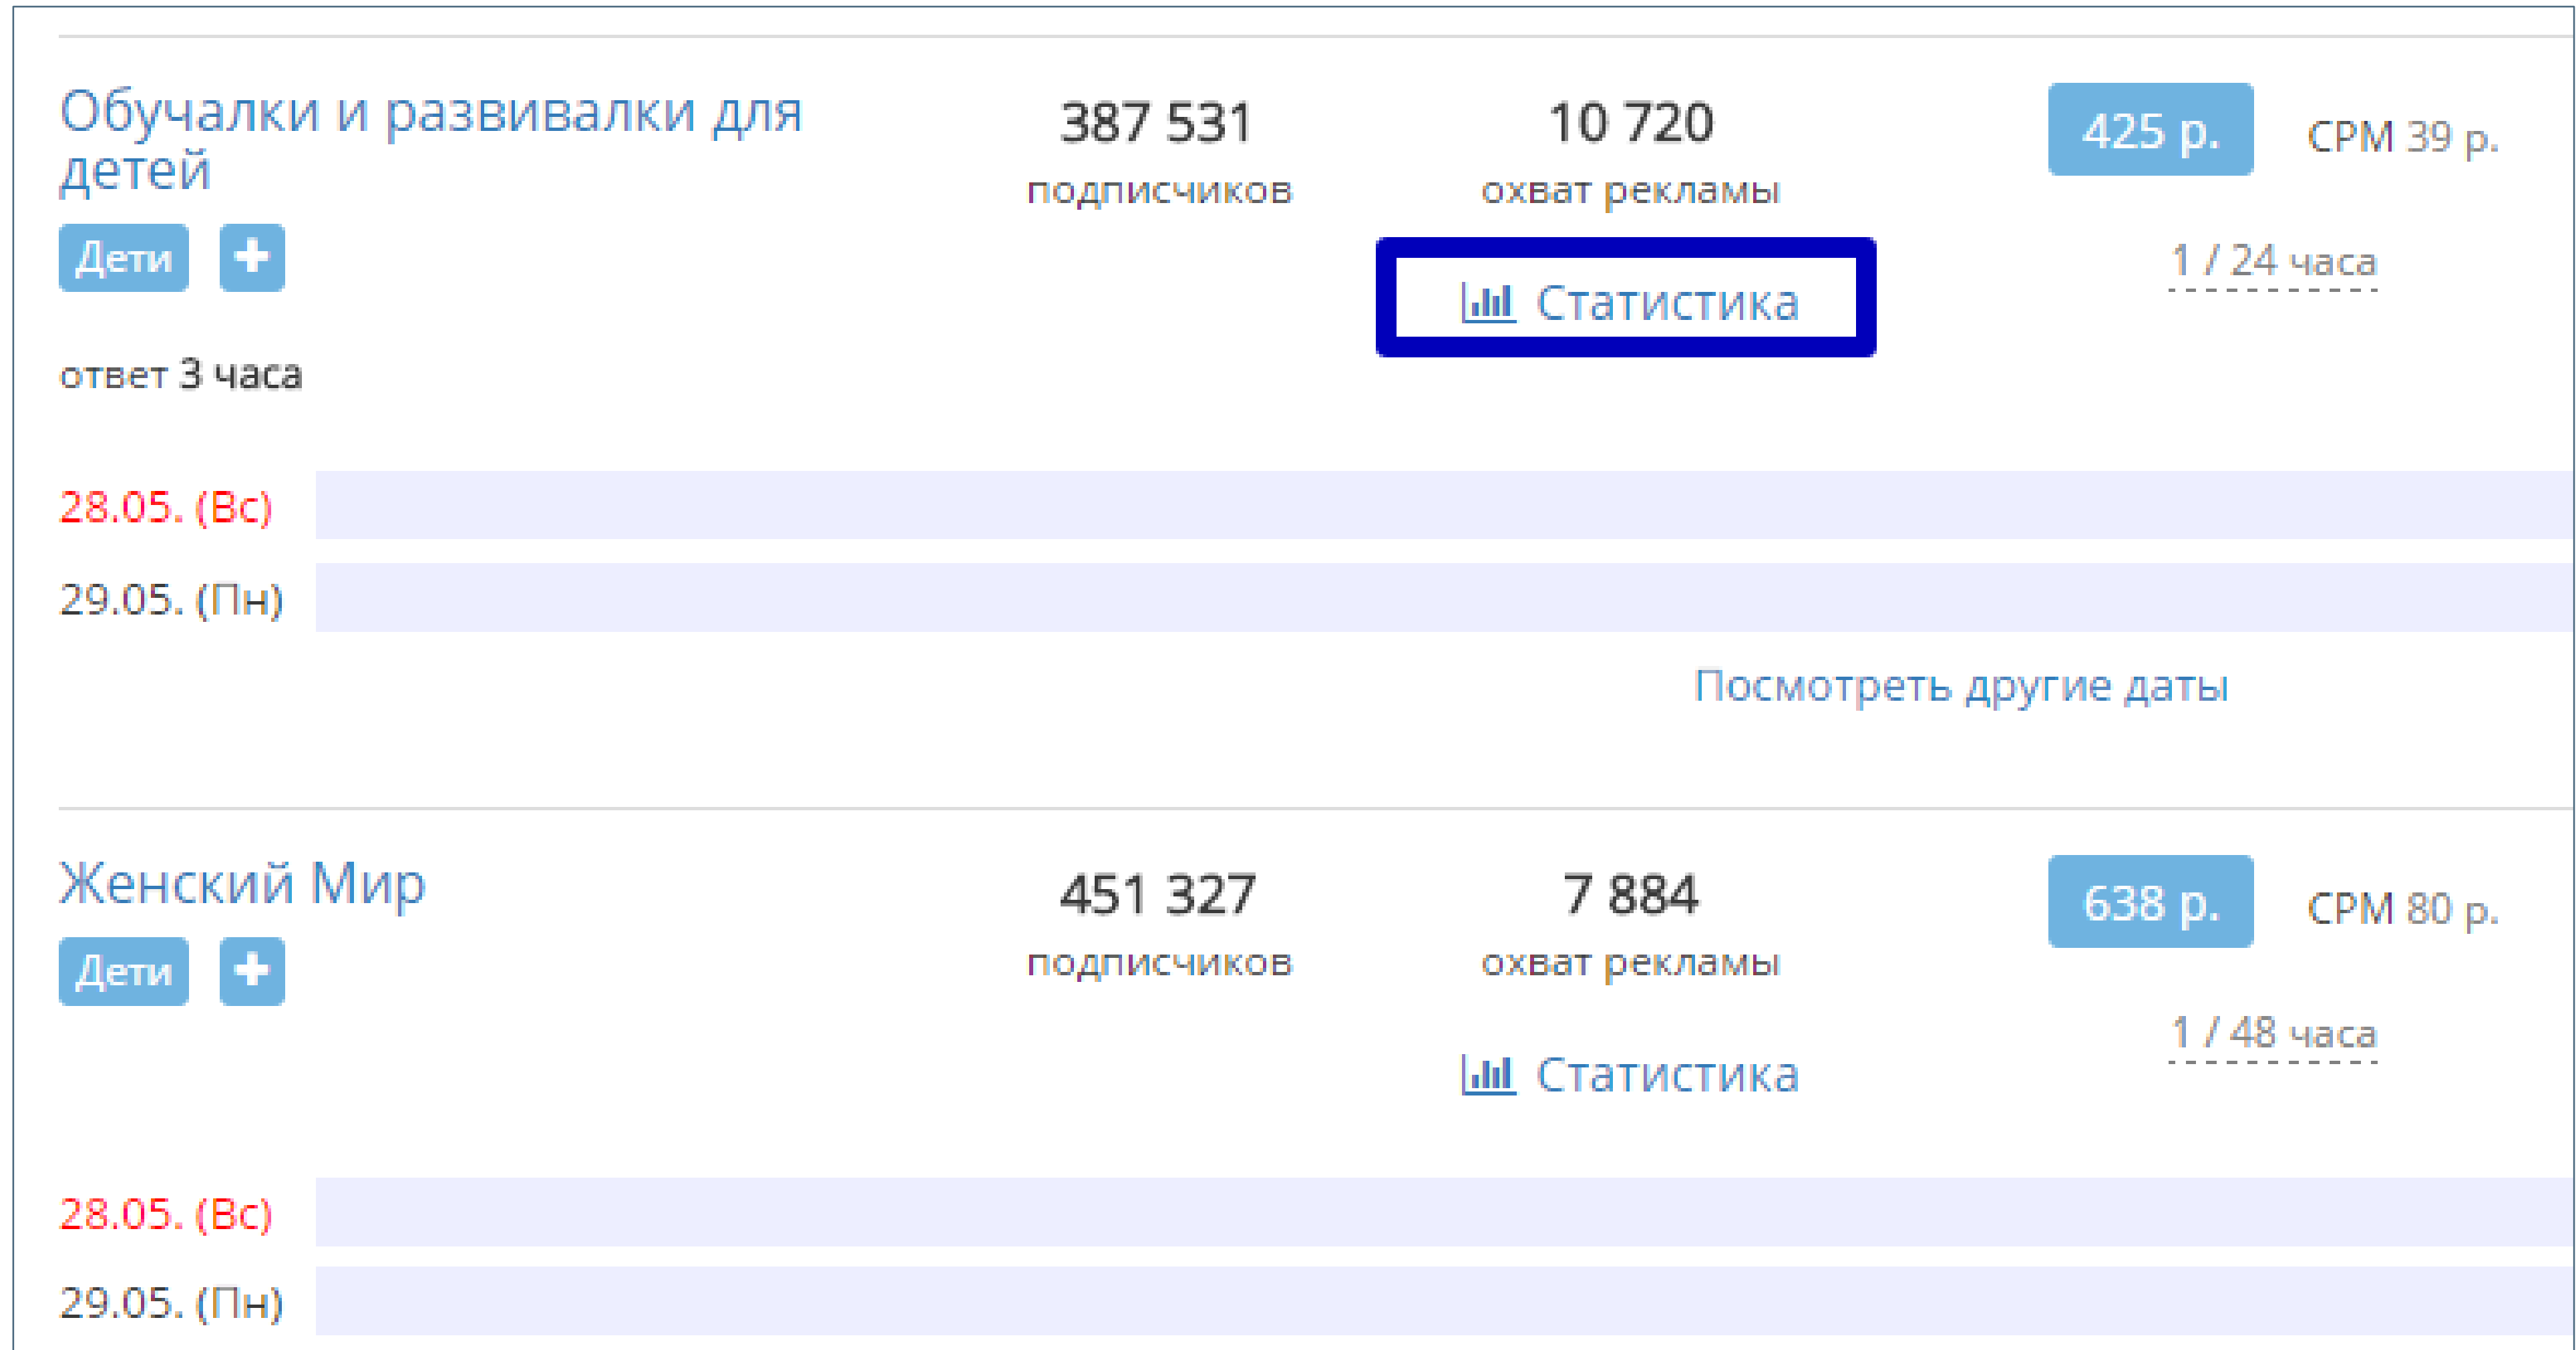 Обучалки и развивалки для
детей
Дети
ответ 3 часа
387 531
подписчиков
10 720
охват рекламы
Статистика
425 р.
CPM 39 р.
1 / 24 часа
28.05. (Вс)
29.05. (Пн)
Посмотреть другие даты
Женский Мир
Дети
451 327
подписчиков
7 884
охват рекламы
Статистика
638 р.
CPM 80 р.
1 / 48 часа
28.05. (Вс)
29.05. (Пн)